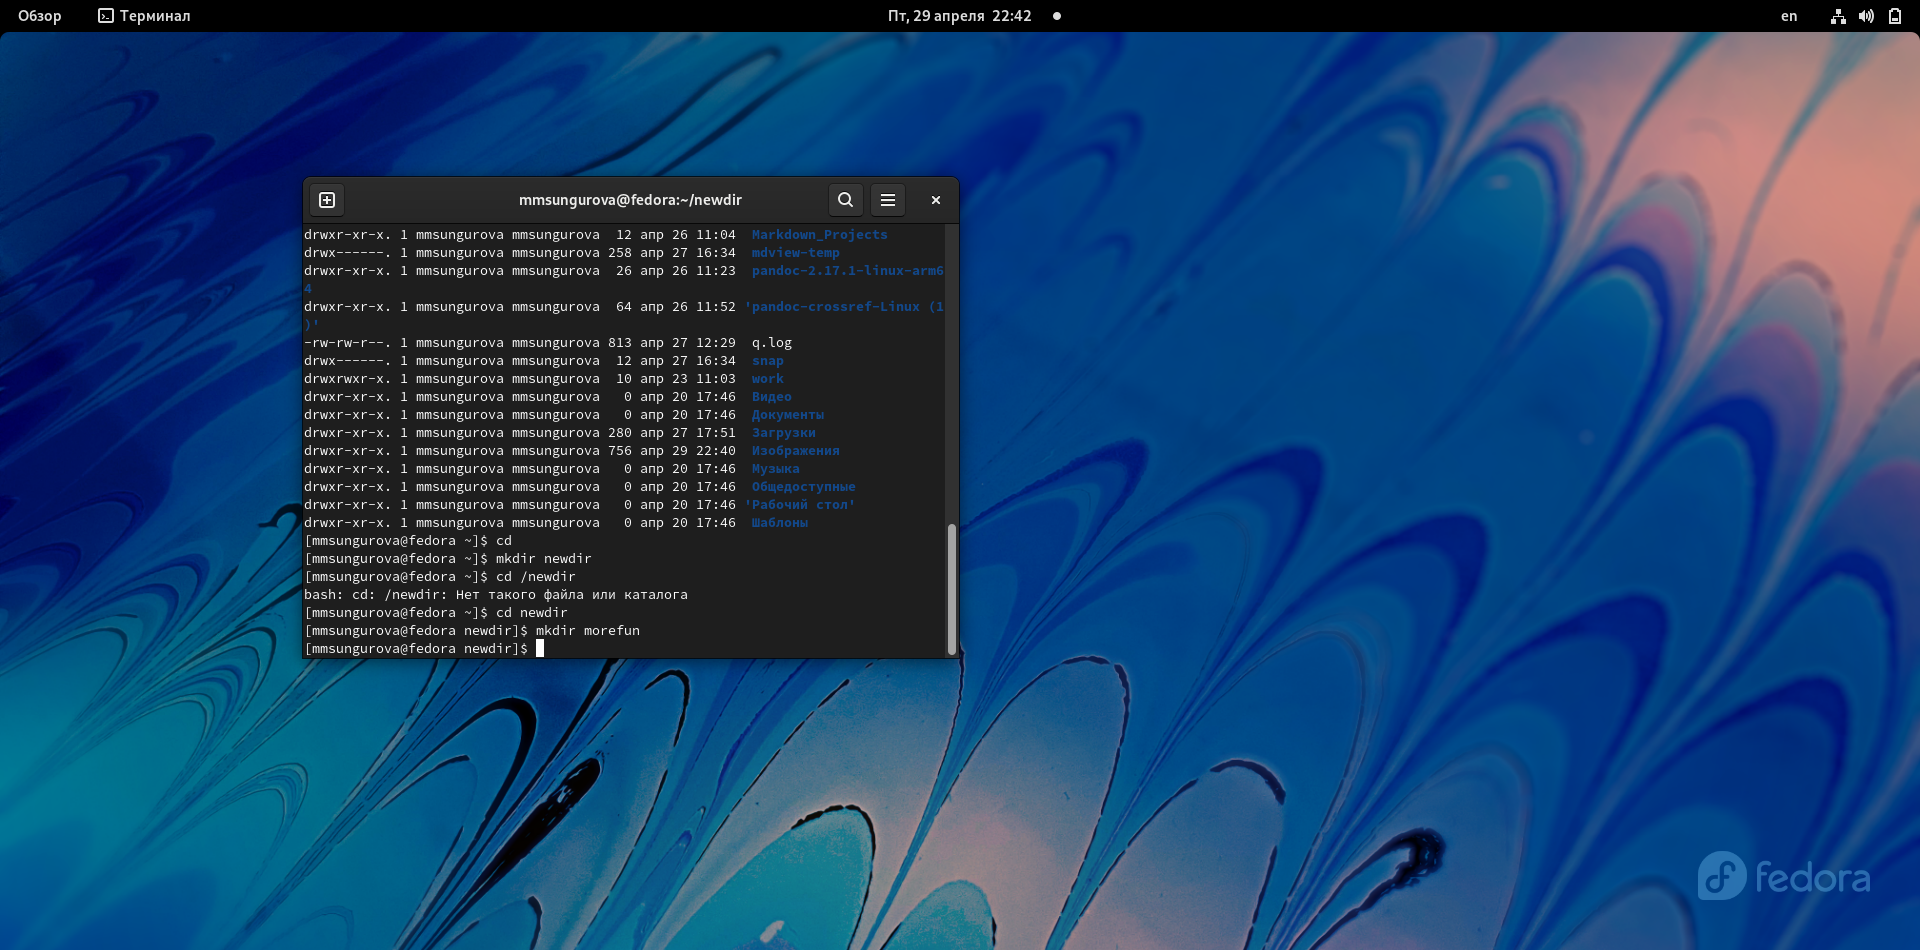 Обзор Терминал Пт, 29 апреля 22:42 en
mmsungurova@fedora:~/newdir
drwxr-xr-x. 1 mmsungurova mmsungurova  12 апр 26 11:04  Markdown_Projects
drwx------. 1 mmsungurova mmsungurova 258 апр 27 16:34  mdview-temp
drwxr-xr-x. 1 mmsungurova mmsungurova  26 апр 26 11:23  pandoc-2.17.1-linux-arm6
4
drwxr-xr-x. 1 mmsungurova mmsungurova  64 апр 26 11:52 'pandoc-crossref-Linux (1
)'
-rw-rw-r--. 1 mmsungurova mmsungurova 813 апр 27 12:29  q.log
drwx------. 1 mmsungurova mmsungurova  12 апр 27 16:34  snap
drwxrwxr-x. 1 mmsungurova mmsungurova  10 апр 23 11:03  work
drwxr-xr-x. 1 mmsungurova mmsungurova   0 апр 20 17:46  Видео
drwxr-xr-x. 1 mmsungurova mmsungurova   0 апр 20 17:46  Документы
drwxr-xr-x. 1 mmsungurova mmsungurova 280 апр 27 17:51  Загрузки
drwxr-xr-x. 1 mmsungurova mmsungurova 756 апр 29 22:40  Изображения
drwxr-xr-x. 1 mmsungurova mmsungurova   0 апр 20 17:46  Музыка
drwxr-xr-x. 1 mmsungurova mmsungurova   0 апр 20 17:46  Общедоступные
drwxr-xr-x. 1 mmsungurova mmsungurova   0 апр 20 17:46 'Рабочий стол'
drwxr-xr-x. 1 mmsungurova mmsungurova   0 апр 20 17:46  Шаблоны
[mmsungurova@fedora ~]$ cd
[mmsungurova@fedora ~]$ mkdir newdir
[mmsungurova@fedora ~]$ cd /newdir
bash: cd: /newdir: Нет такого файла или каталога
[mmsungurova@fedora ~]$ cd newdir
[mmsungurova@fedora newdir]$ mkdir morefun
[mmsungurova@fedora newdir]$
fedora